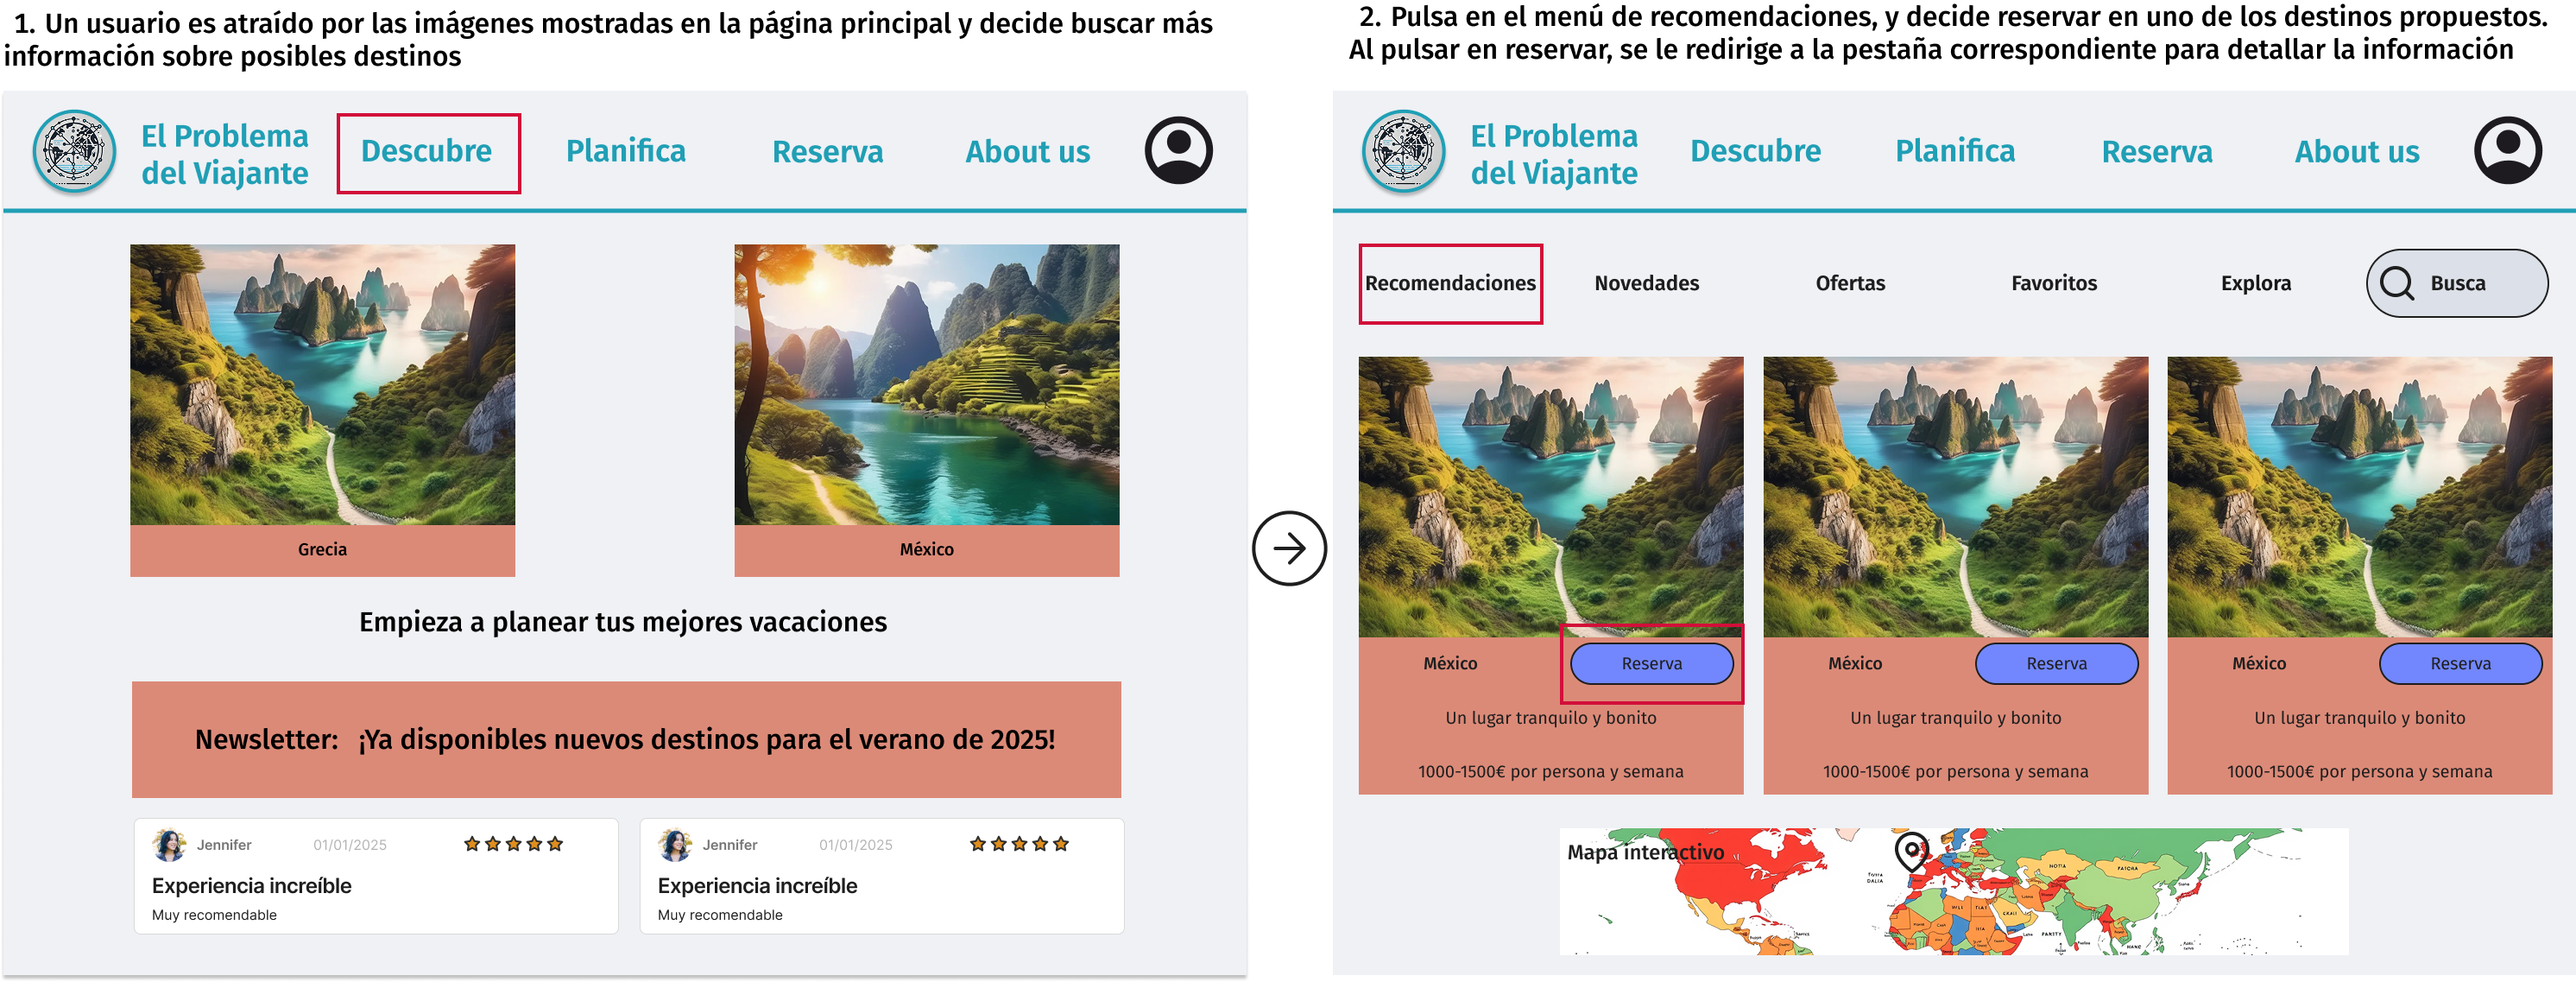 1. Un usuario es atraído por las imágenes mostradas en la página principal y decide buscar más
información sobre posibles destinos
El Problema
del Viajante
Descubre
Planifica
Reserva
About us
Grecia
México
Empieza a planear tus mejores vacaciones
Newsletter: ¡Ya disponibles nuevos destinos para el verano de 2025!
Jennifer 01/01/2025
Experiencia increíble
Muy recomendable
Jennifer 01/01/2025
Experiencia increíble
Muy recomendable
2. Pulsa en el menú de recomendaciones, y decide reservar en uno de los destinos propuestos.
Al pulsar en reservar, se le redirige a la pestaña correspondiente para detallar la información
El Problema
del Viajante
Descubre
Planifica
Reserva
About us
Recomendaciones
Novedades
Ofertas
Favoritos
Explora
Busca
México
Reserva
Un lugar tranquilo y bonito
1000-1500€ por persona y semana
México
Reserva
Un lugar tranquilo y bonito
1000-1500€ por persona y semana
México
Reserva
Un lugar tranquilo y bonito
1000-1500€ por persona y semana
Mapa interactivo